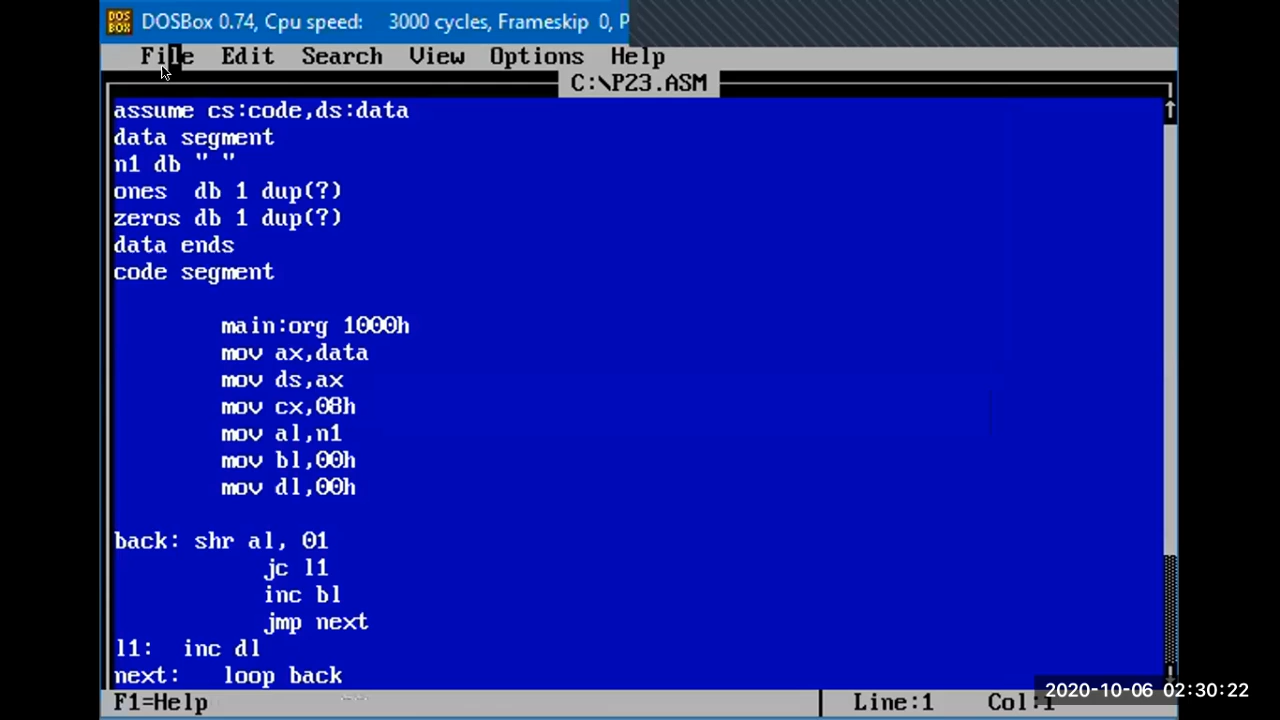 DOS BOX DOSBox 0.74, Cpu speed: 3000 cycles, Frameskip 0, P
File Edit Search View Options Help
C:\P23.ASM
assume cs:code,ds:data
data segment
n1 db " "
ones db 1 dup(?)
zeros db 1 dup(?)
data ends
code segment
main:org 1000h
mov ax,data
mov ds,ax
mov cx,08h
mov al,n1
mov bl,00h
mov dl,00h
back: shr al, 01
jc l1
inc bl
jmp next
l1: inc dl
next: loop back
F1=Help Line:1 Col:1
2020-10-06 02:30:22